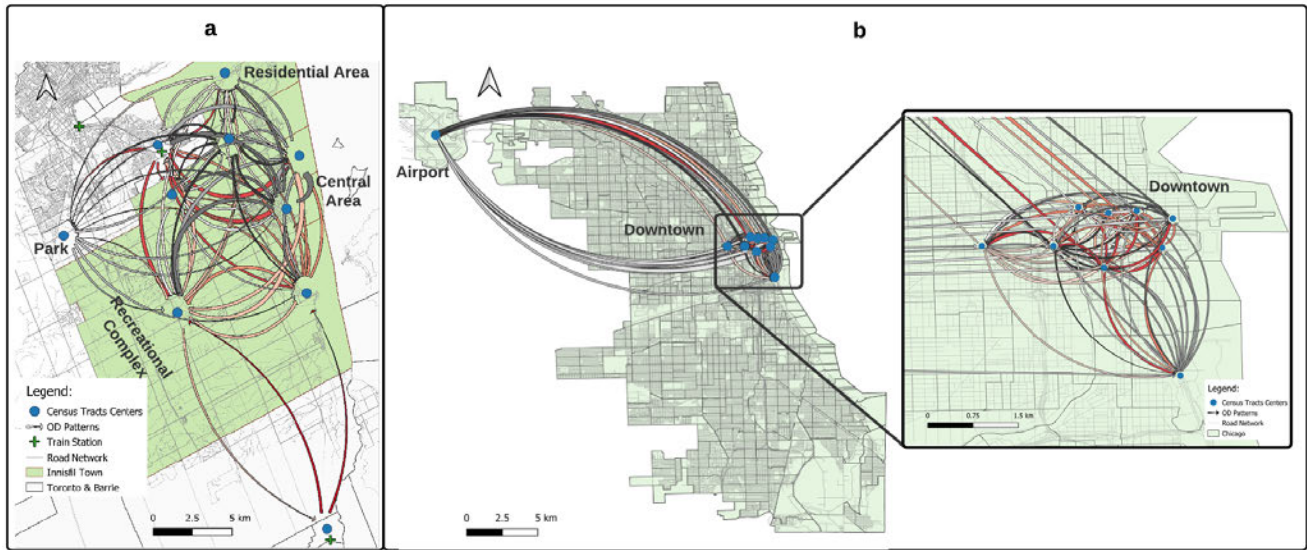 a
Residential Area
Central
Area
Park
Recreational
Complex
Legend:
Census Tracts Centers
OD Patterns
Train Station
Road Network
Innisfill Town
Toronto & Barrie
0 2.5 5 km
b
Airport
Downtown
0 2.5 5 km
Downtown
Legend:
Census Tracts Centers
OD Patterns
Road Network
Chicago
0 0.75 1.5 km